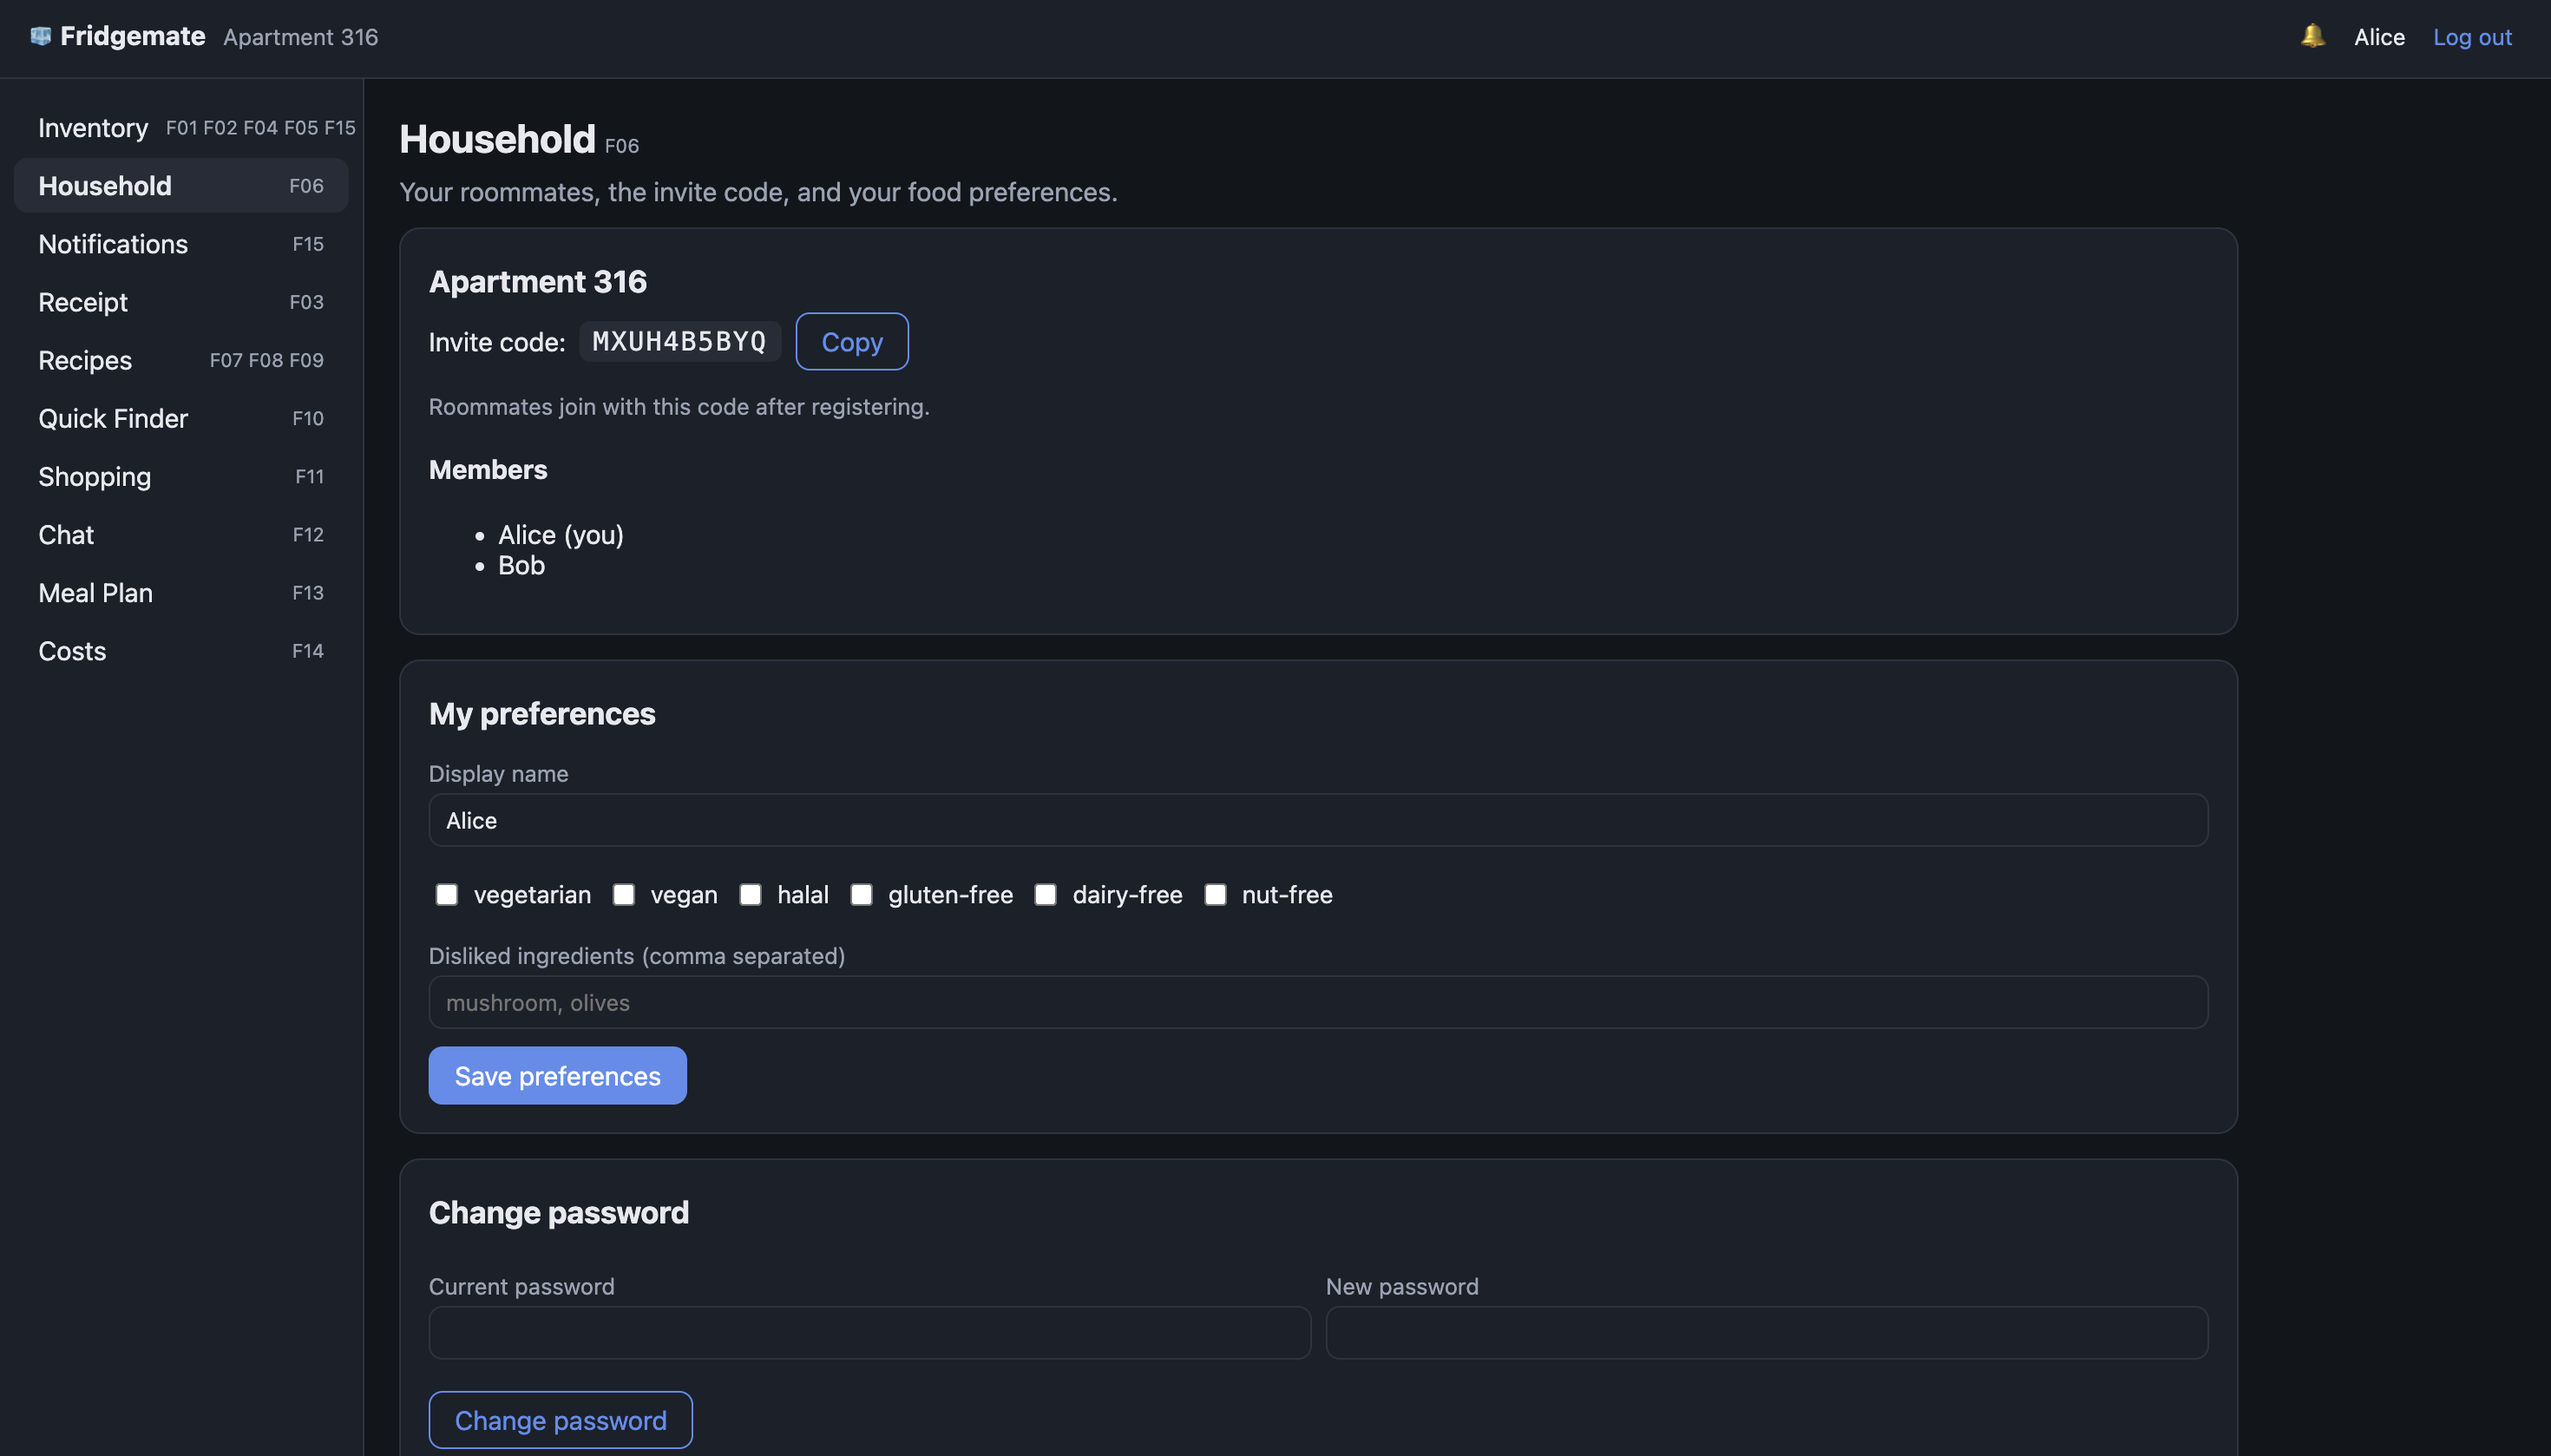 Fridgemate Apartment 316
Alice Log out
Inventory F01 F02 F04 F05 F15
Household F06
Notifications F15
Receipt F03
Recipes F07 F08 F09
Quick Finder F10
Shopping F11
Chat F12
Meal Plan F13
Costs F14
Household F06
Your roommates, the invite code, and your food preferences.
Apartment 316
Invite code: MXUH4B5BYQ Copy
Roommates join with this code after registering.
Members
Alice (you)
Bob
My preferences
Display name
Alice
vegetarian vegan halal gluten-free dairy-free nut-free
Disliked ingredients (comma separated)
mushroom, olives
Save preferences
Change password
Current password New password
Change password